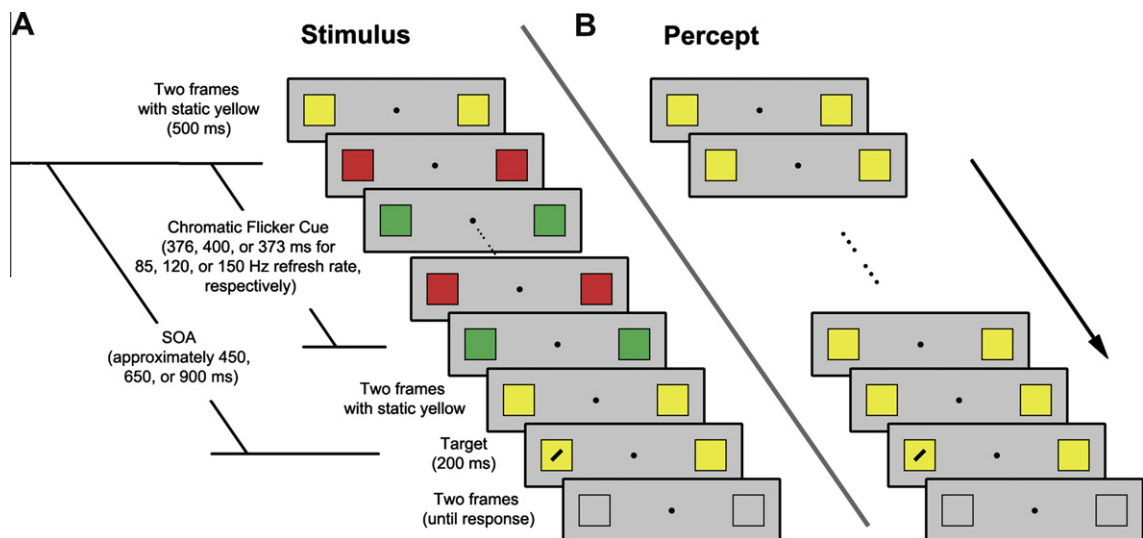 A
Stimulus
B
Percept
Two frames
with static yellow
(500 ms)
Chromatic Flicker Cue
(376, 400, or 373 ms for
85, 120, or 150 Hz refresh rate,
respectively)
SOA
(approximately 450,
650, or 900 ms)
Two frames
with static yellow
Target
(200 ms)
Two frames
(until response)